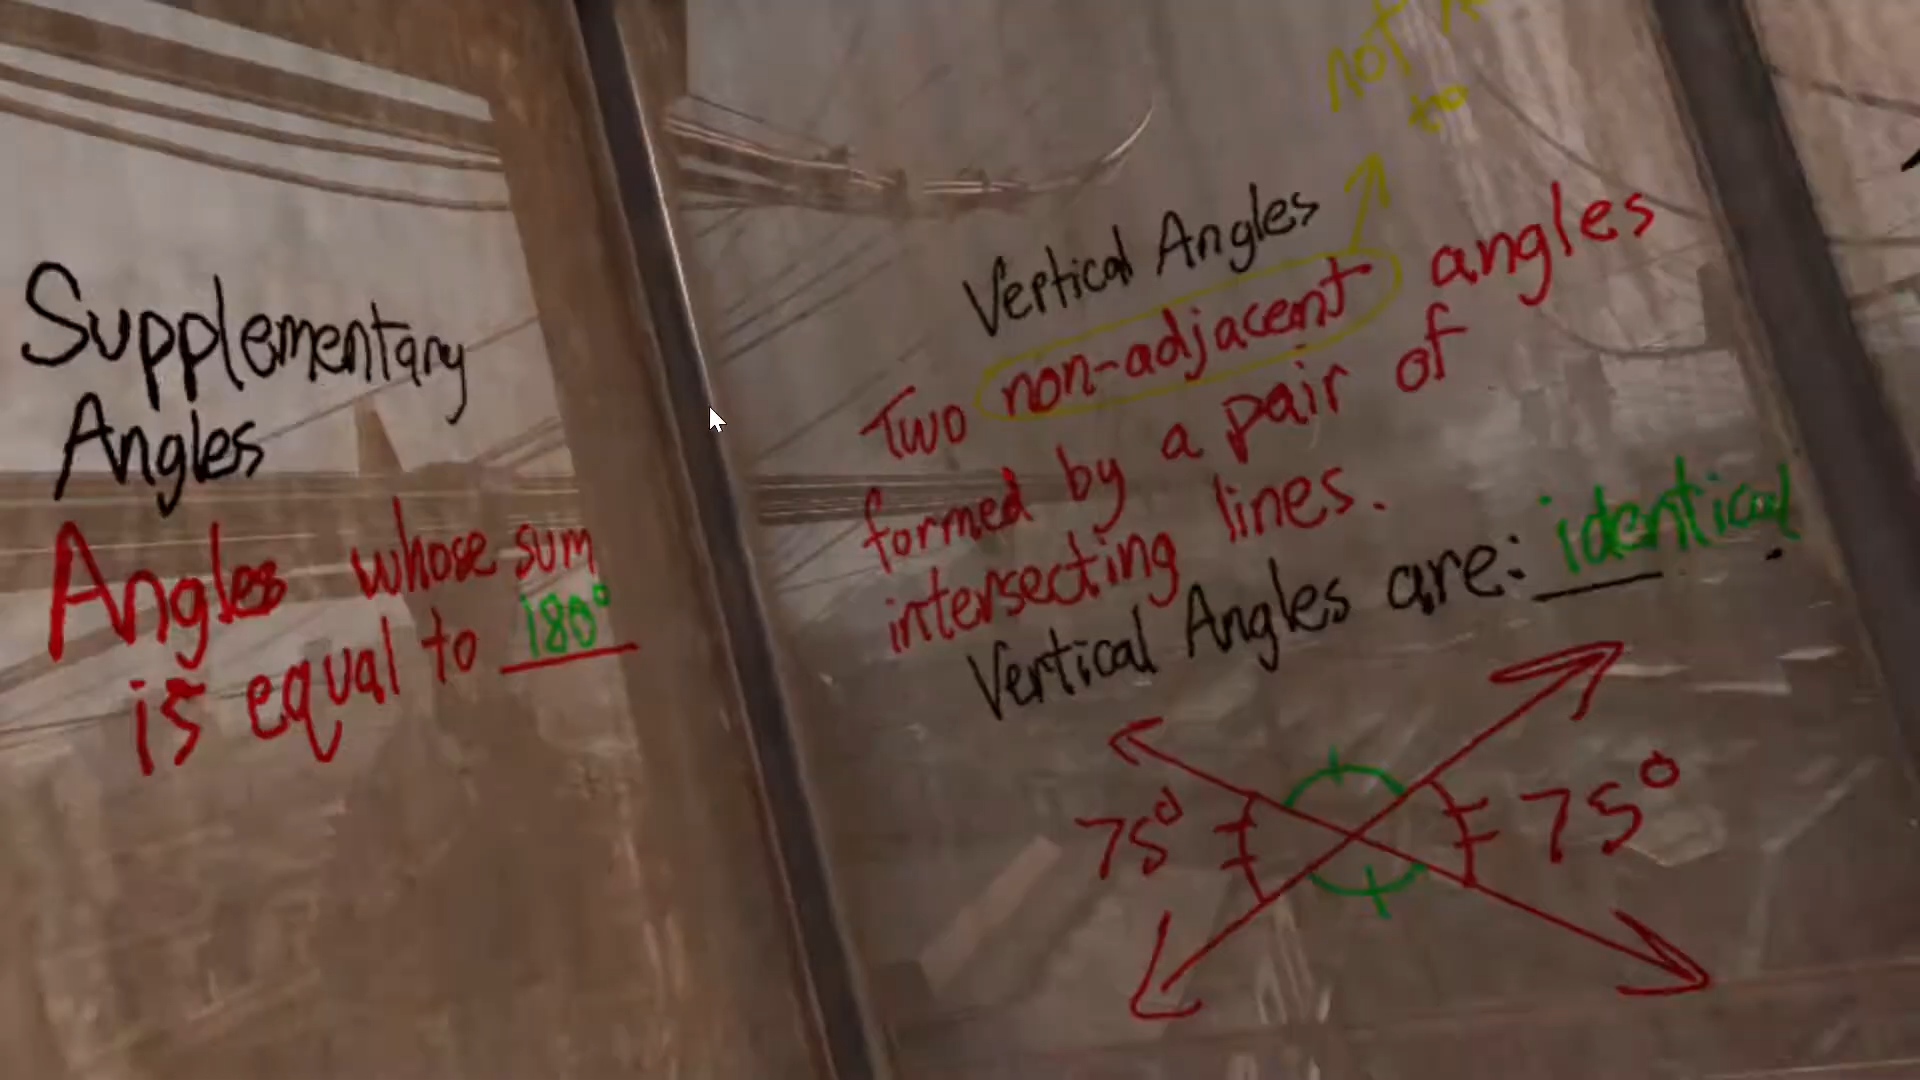 Supplementary
Angles
Angles whose sum
is equal to 180°
not
to
Vertical Angles
Two non-adjacent angles
formed by a pair of
intersecting lines.
Vertical Angles are: identical.
75°
75°